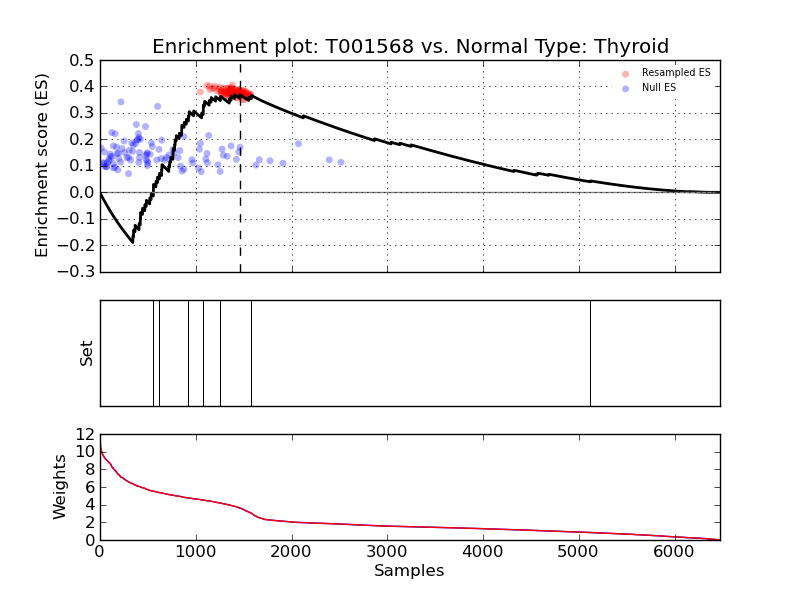 Enrichment plot: T001568 vs. Normal Type: Thyroid
0.5
0.4
0.3
0.2
0.1
0.0
−0.1
−0.2
−0.3
Enrichment score (ES)
Resampled ES
Null ES
Set
12
10
8
6
4
2
0
Weights
0 1000 2000 3000 4000 5000 6000
Samples